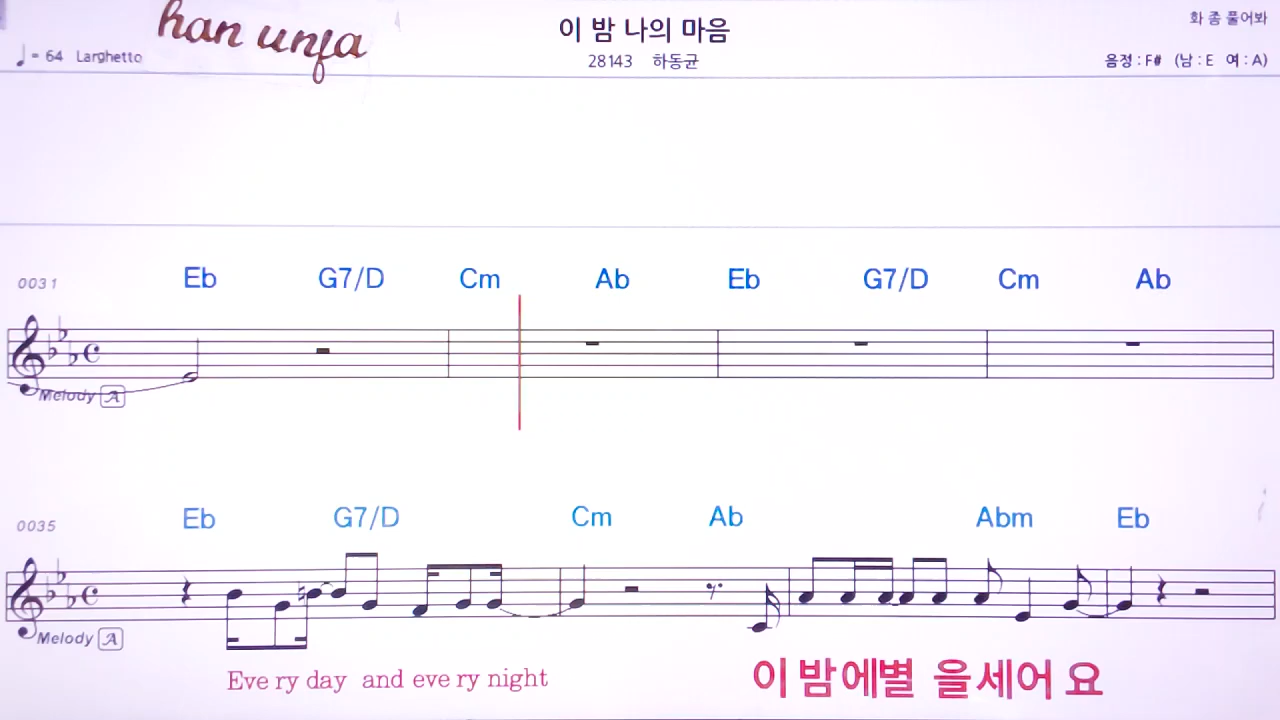 han unfa
이 밤 나의 마음
화 종 풀어봐
♩= 64 Larghetto
28143 하동균
음정 : F# (남 : E 여 : A)
0031 Eb G7/D Cm Ab Eb G7/D Cm Ab
Melody A
0035 Eb G7/D Cm Ab Abm Eb
Melody A
Eve ry day and eve ry night 이 밤에별 을세어 요